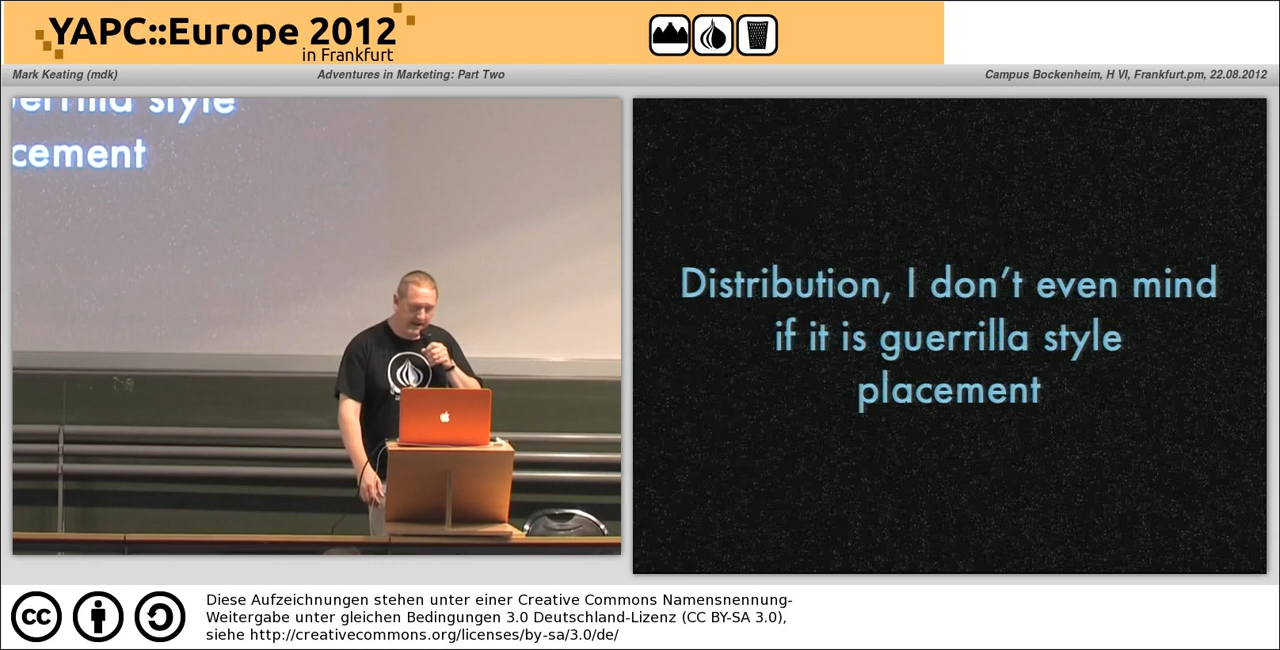 YAPC::Europe 2012
in Frankfurt
Mark Keating (mdk)
Adventures in Marketing: Part Two
Campus Bockenheim, H VI, Frankfurt.pm, 22.08.2012
errilla style
cement
Distribution, I don't even mind
if it is guerrilla style
placement
cc
Diese Aufzeichnungen stehen unter einer Creative Commons Namensnennung-
Weitergabe unter gleichen Bedingungen 3.0 Deutschland-Lizenz (CC BY-SA 3.0),
siehe http://creativecommons.org/licenses/by-sa/3.0/de/